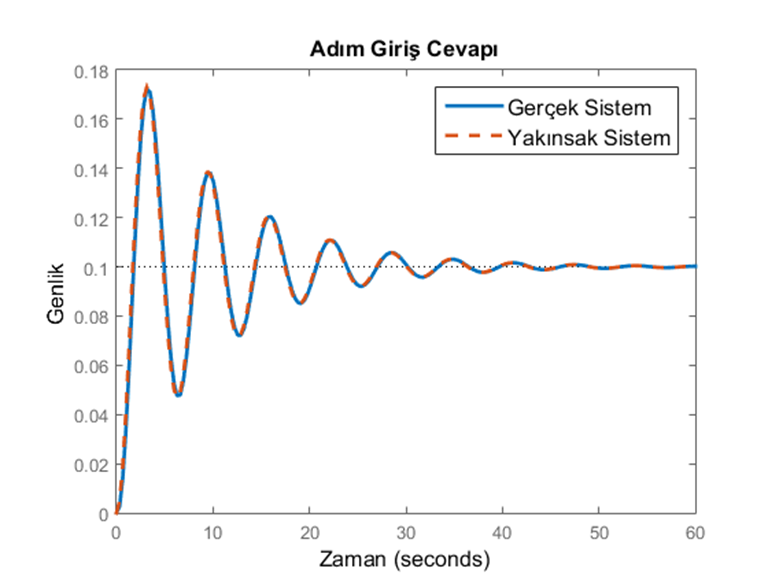 Adım Giriş Cevapı
Gerçek Sistem
Yakınsak Sistem
Genlik
0.18
0.16
0.14
0.12
0.1
0.08
0.06
0.04
0.02
0
0 10 20 30 40 50 60
Zaman (seconds)